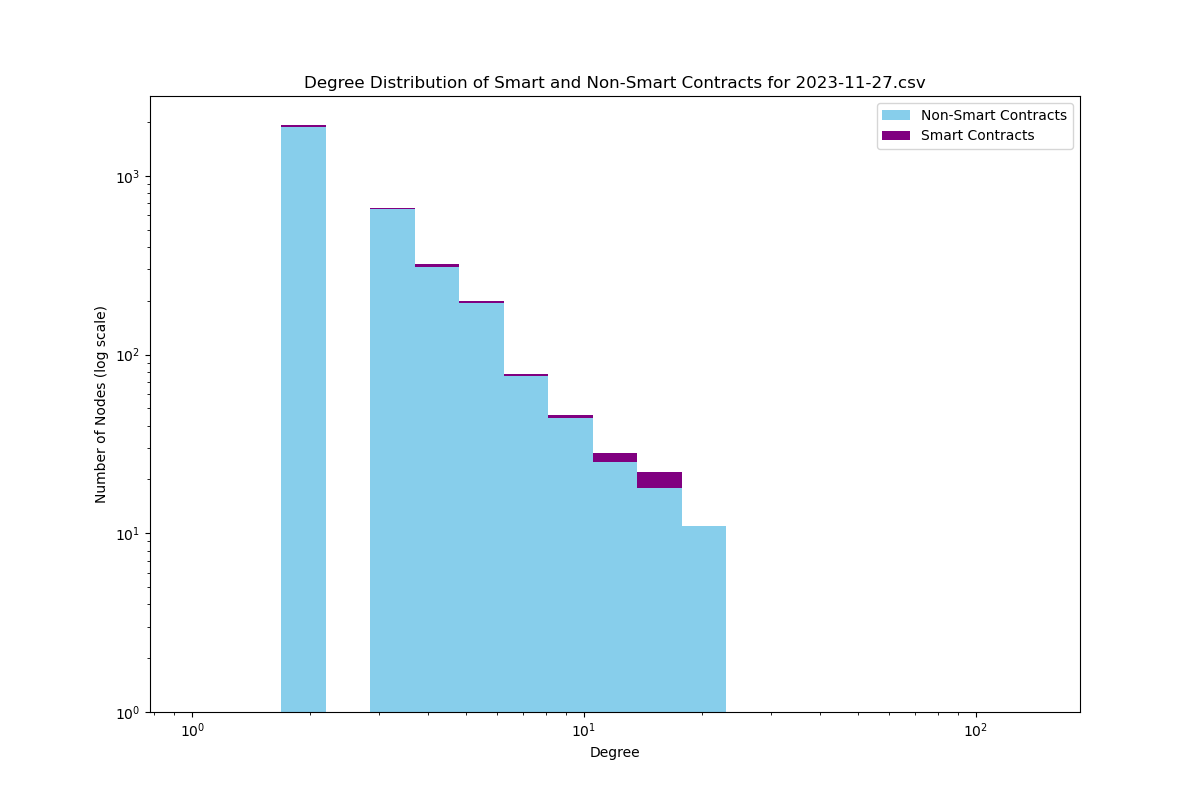 Degree Distribution of Smart and Non-Smart Contracts for 2023-11-27.csv
Non-Smart Contracts
Smart Contracts
Number of Nodes (log scale)
10³
10²
10¹
10⁰
10⁰ 10¹ 10²
Degree